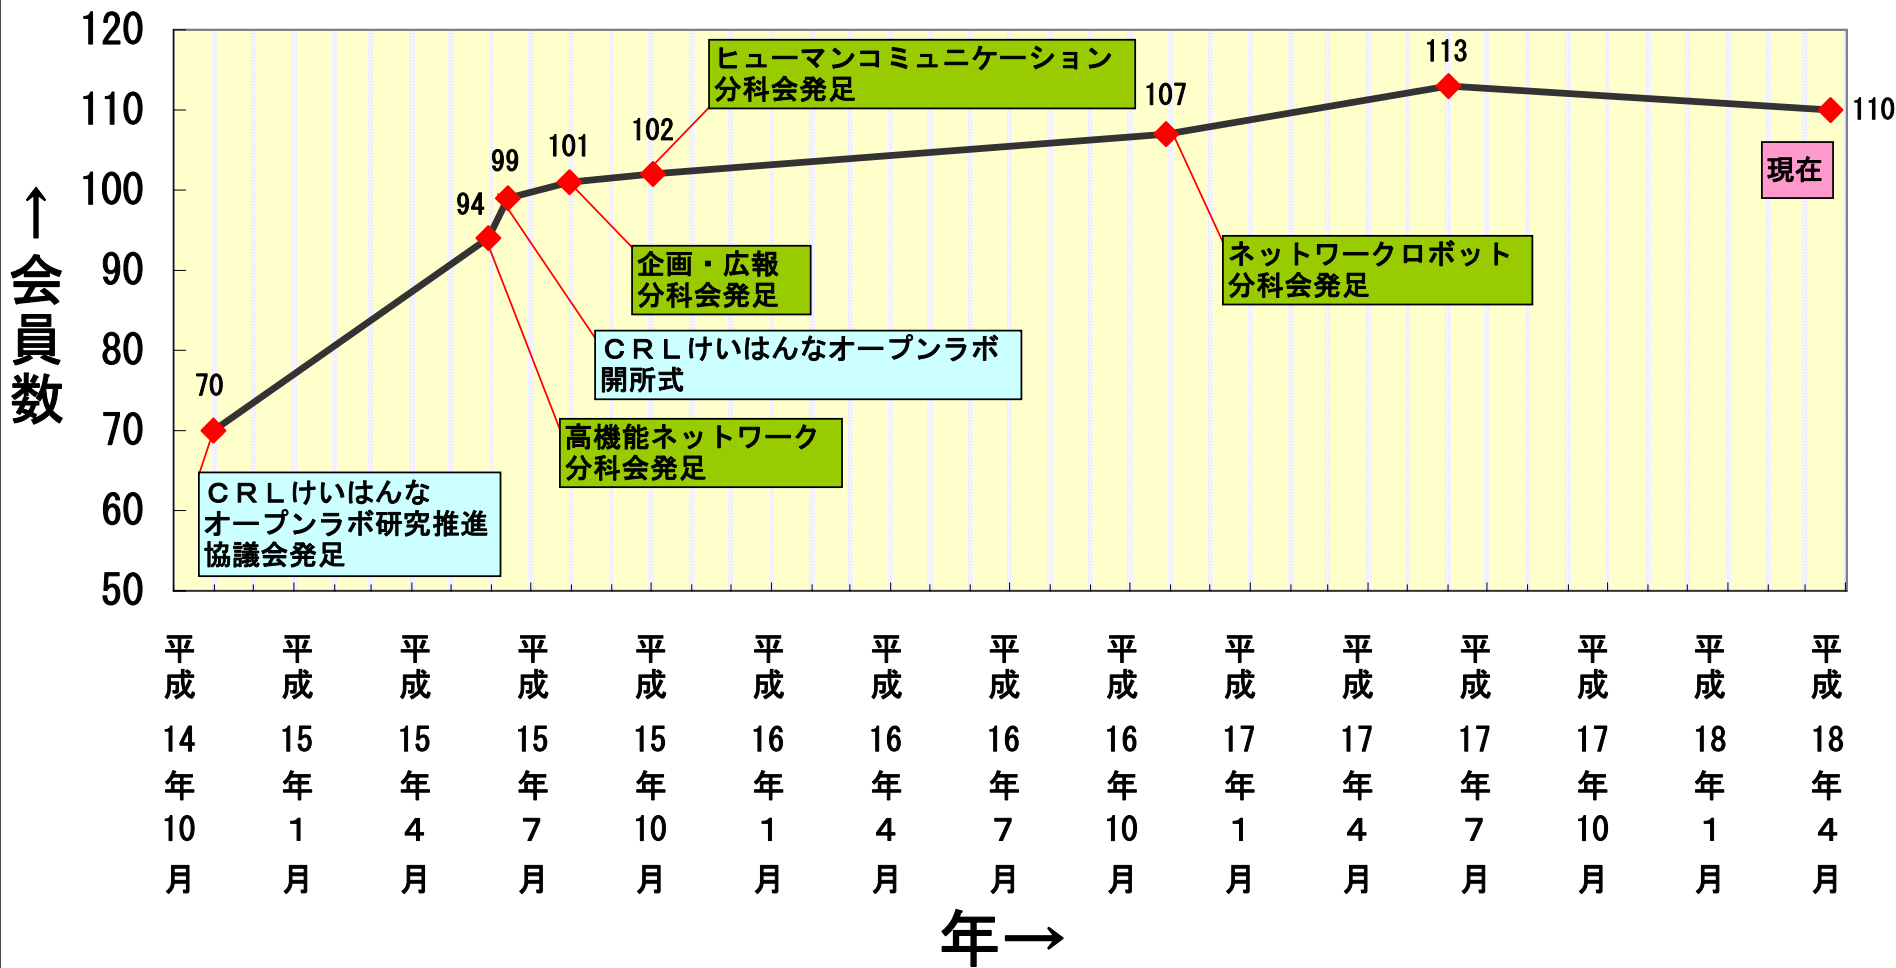 ↑会員数
120
110
100
90
80
70
60
50
70
94
99
101
102
107
113
110
ヒューマンコミュニケーション
分科会発足
現在
ネットワークロボット
分科会発足
企画・広報
分科会発足
ＣＲＬけいはんなオープンラボ
開所式
高機能ネットワーク
分科会発足
ＣＲＬけいはんな
オープンラボ研究推進
協議会発足
平成14年10月
平成15年1月
平成15年4月
平成15年7月
平成15年10月
平成16年1月
平成16年4月
平成16年7月
平成16年10月
平成17年1月
平成17年4月
平成17年7月
平成17年10月
平成18年1月
平成18年4月
年→